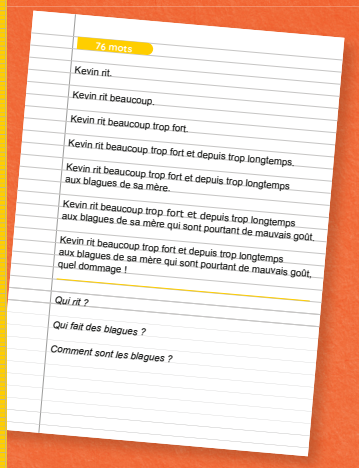 76 mots
Kevin rit.
Kevin rit beaucoup.
Kevin rit beaucoup trop fort.
Kevin rit beaucoup trop fort et depuis trop longtemps.
Kevin rit beaucoup trop fort et depuis trop longtemps
aux blagues de sa mère.
Kevin rit beaucoup trop fort et depuis trop longtemps
aux blagues de sa mère qui sont pourtant de mauvais goût.
Kevin rit beaucoup trop fort et depuis trop longtemps
aux blagues de sa mère qui sont pourtant de mauvais goût,
quel dommage !
Qui rit ?
Qui fait des blagues ?
Comment sont les blagues ?